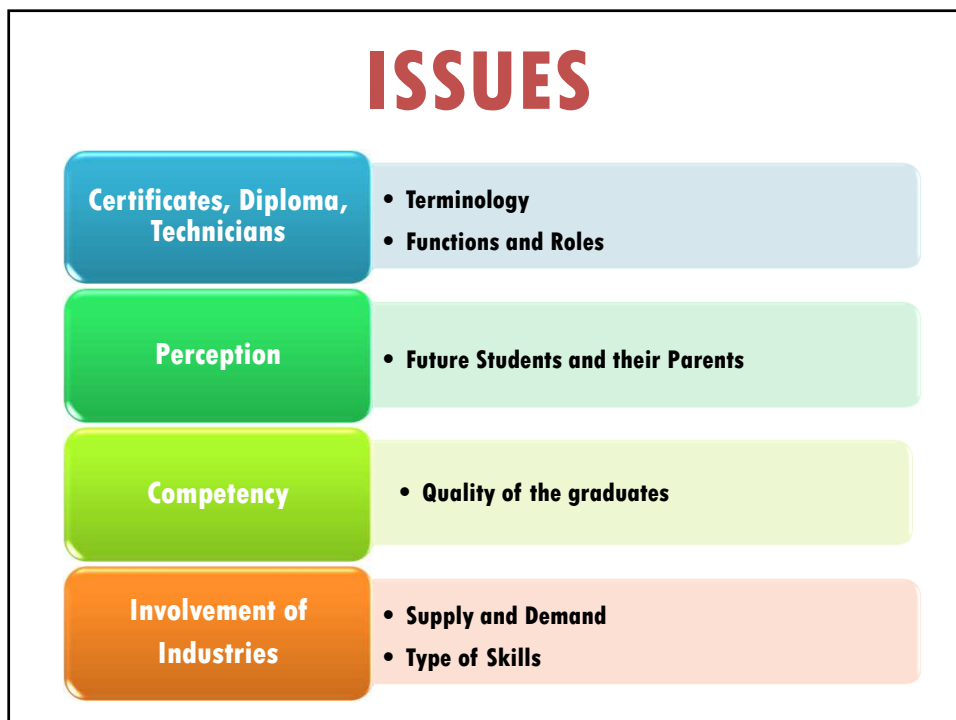 ISSUES
Certificates, Diploma,
Technicians
• Terminology
• Functions and Roles
Perception
• Future Students and their Parents
Competency
• Quality of the graduates
Involvement of
Industries
• Supply and Demand
• Type of Skills